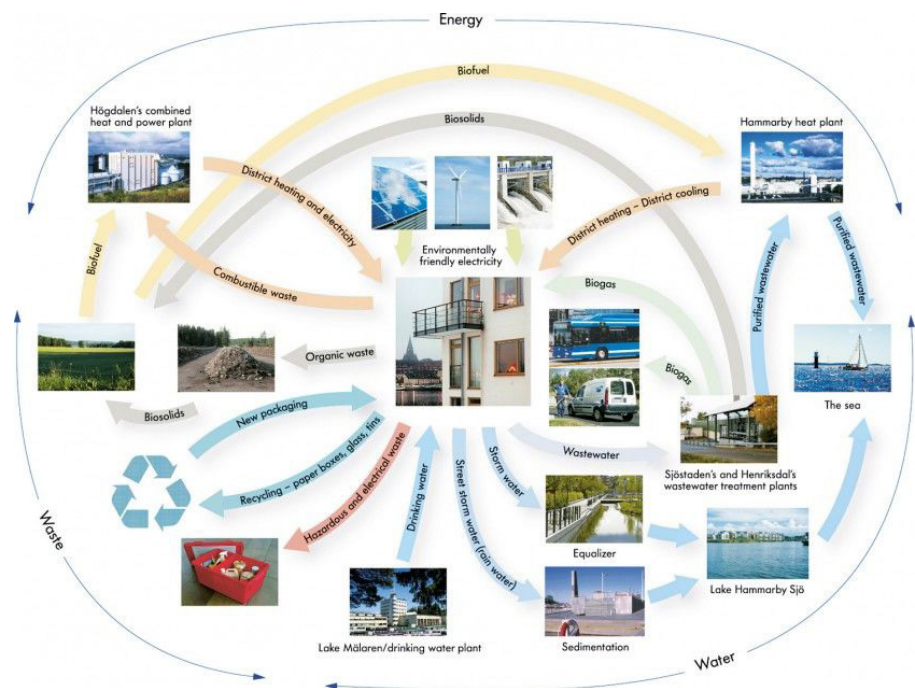 Energy
Biofuel
Högdalen's combined
heat and power plant
Biosolids
Hammarby heat plant
District heating and electricity
District heating – District cooling
Environmentally
friendly electricity
Biofuel
Combustible waste
Biogas
Purified wastewater
Purified wastewater
Organic waste
Biogas
The sea
Biosolids
New packaging
Recycling – paper boxes, glass, tins
Hazardous and electrical waste
Drinking water
Street storm water (rain water)
Storm water
Wastewater
Sjöstaden's and Henriksdal's
wastewater treatment plants
Waste
Equalizer
Lake Hammarby Sjö
Lake Mälaren/drinking water plant
Sedimentation
Water